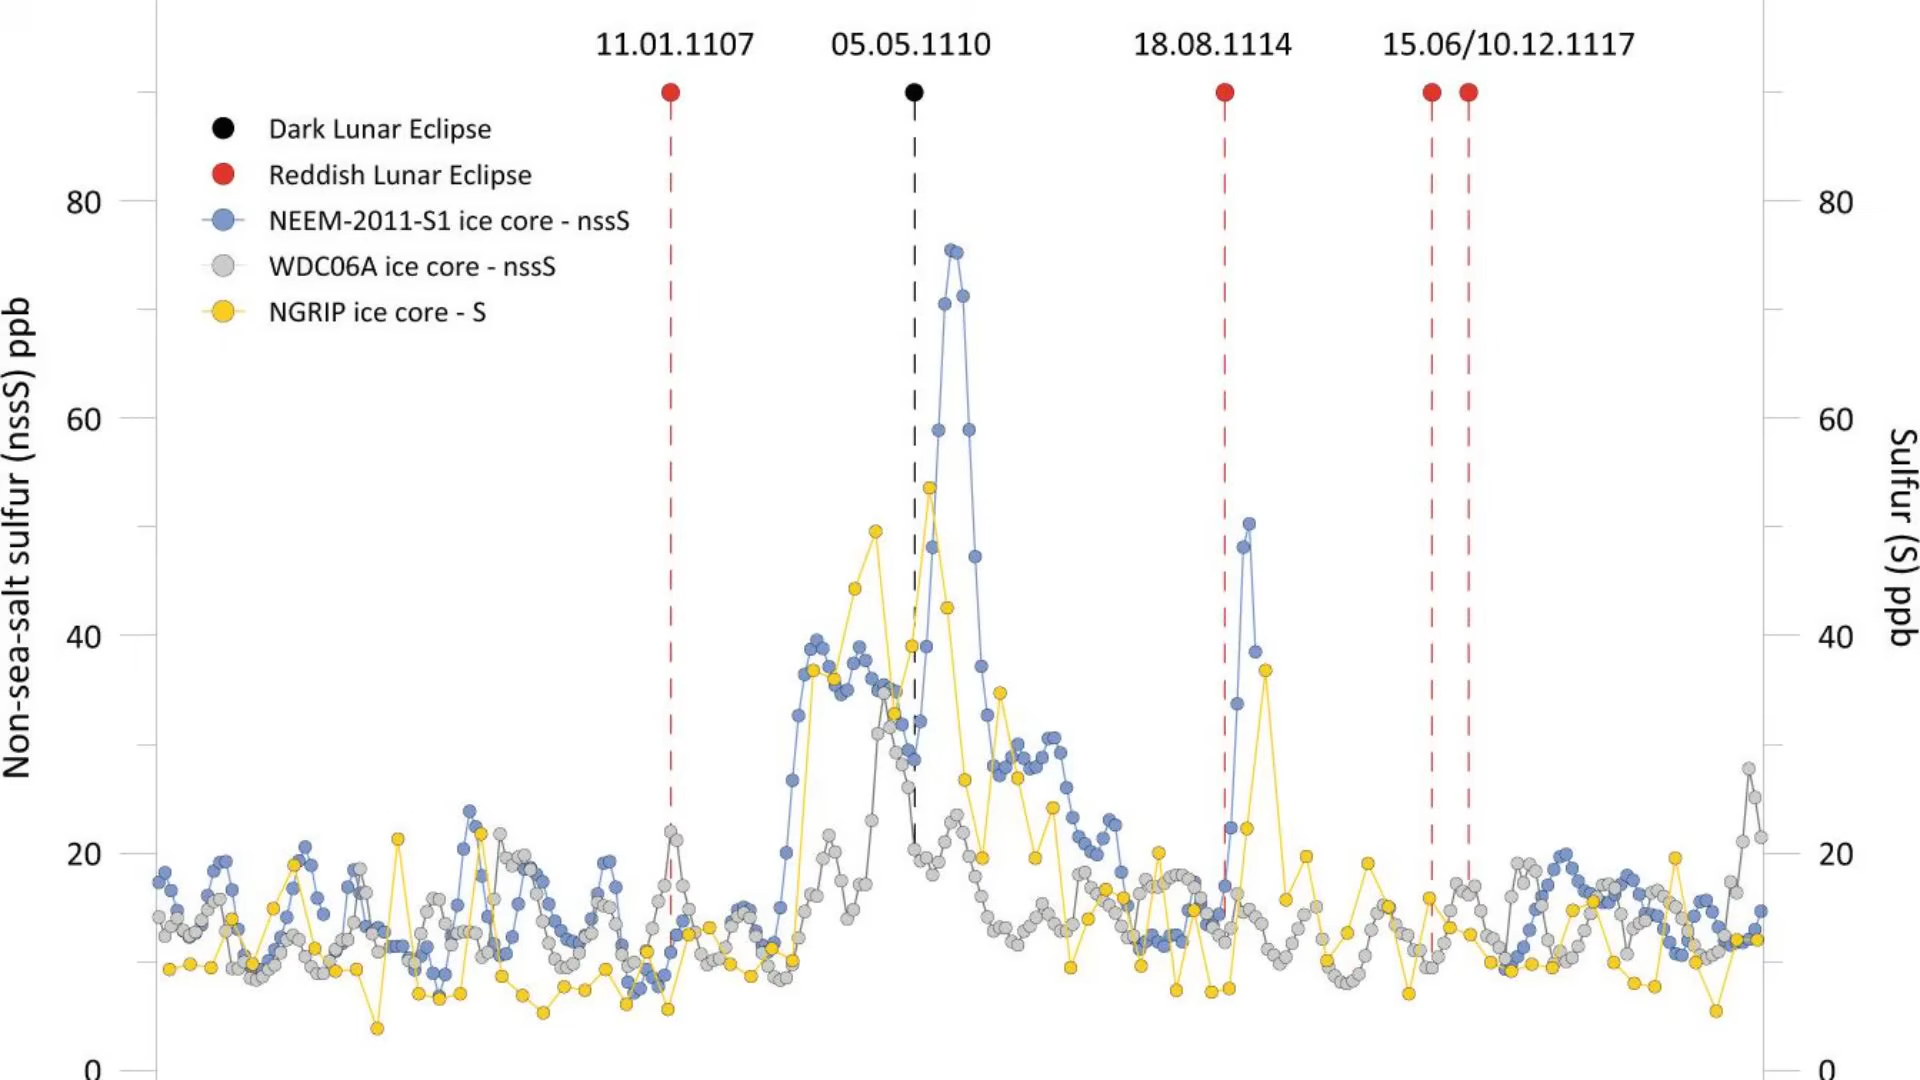 11.01.1107 05.05.1110 18.08.1114 15.06/10.12.1117
Dark Lunar Eclipse
Reddish Lunar Eclipse
NEEM-2011-S1 ice core - nssS
WDC06A ice core - nssS
NGRIP ice core - S
Non-sea-salt sulfur (nssS) ppb
80
60
40
20
0
80
60
40
20
0
Sulfur (S) ppb